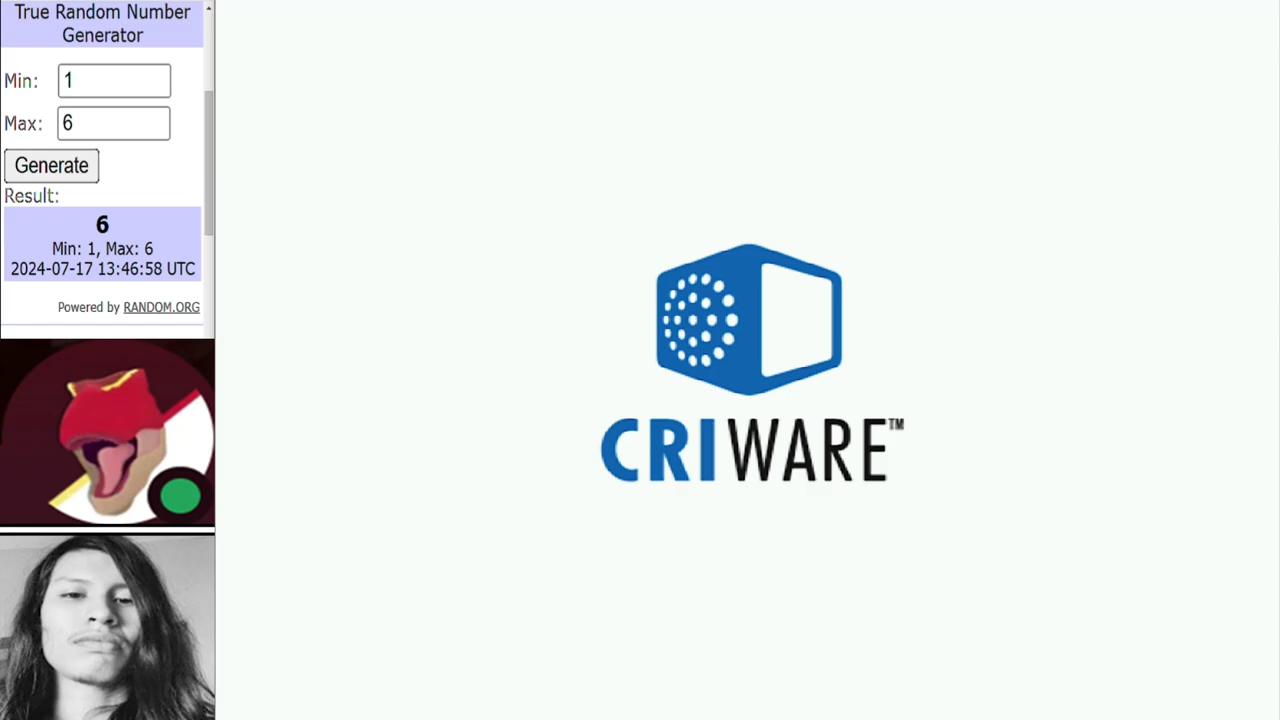 True Random Number
Generator
Min: 1
Max: 6
Generate
Result:
6
Min: 1, Max: 6
2024-07-17 13:46:58 UTC
Powered by RANDOM.ORG
CRIWARE™